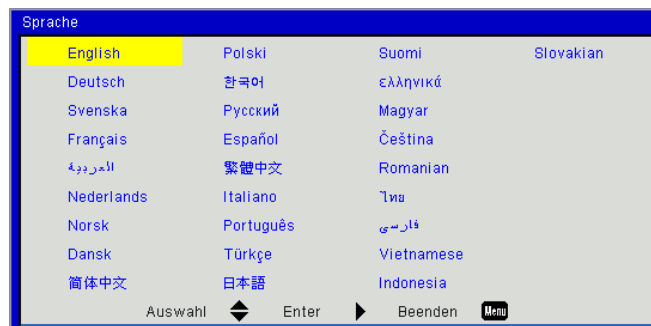 Sprache
English Polski Suomi Slovakian
Deutsch 한국어 ελληνικά
Svenska Русский Magyar
Français Español Čeština
العربية 繁體中文 Romanian
Nederlands Italiano ไทย
Norsk Português فارسی
Dansk Türkçe Vietnamese
简体中文 日本語 Indonesia
Auswahl Enter Beenden Menu